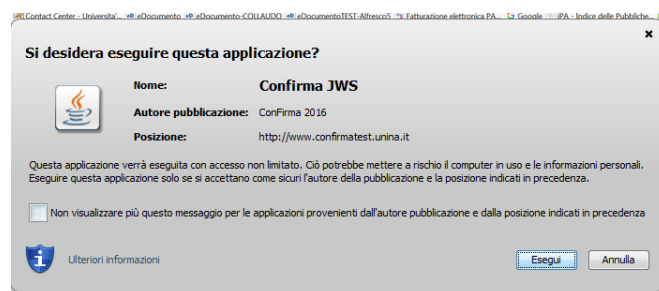 Contact Center - Universita'... eDocumento eDocumento-COLLAUDO eDocumentoTEST-Alfresco5 Fatturazione elettronica PA... Google iPA - Indice delle Pubbliche...
Si desidera eseguire questa applicazione?
Nome: Confirma JWS
Autore pubblicazione: ConFirma 2016
Posizione: http://www.confirmatest.unina.it
Questa applicazione verrà eseguita con accesso non limitato. Ciò potrebbe mettere a rischio il computer in uso e le informazioni personali.
Eseguire questa applicazione solo se si accettano come sicuri l'autore della pubblicazione e la posizione indicati in precedenza.
Non visualizzare più questo messaggio per le applicazioni provenienti dall'autore pubblicazione e dalla posizione indicati in precedenza
Ulteriori informazioni Esegui Annulla